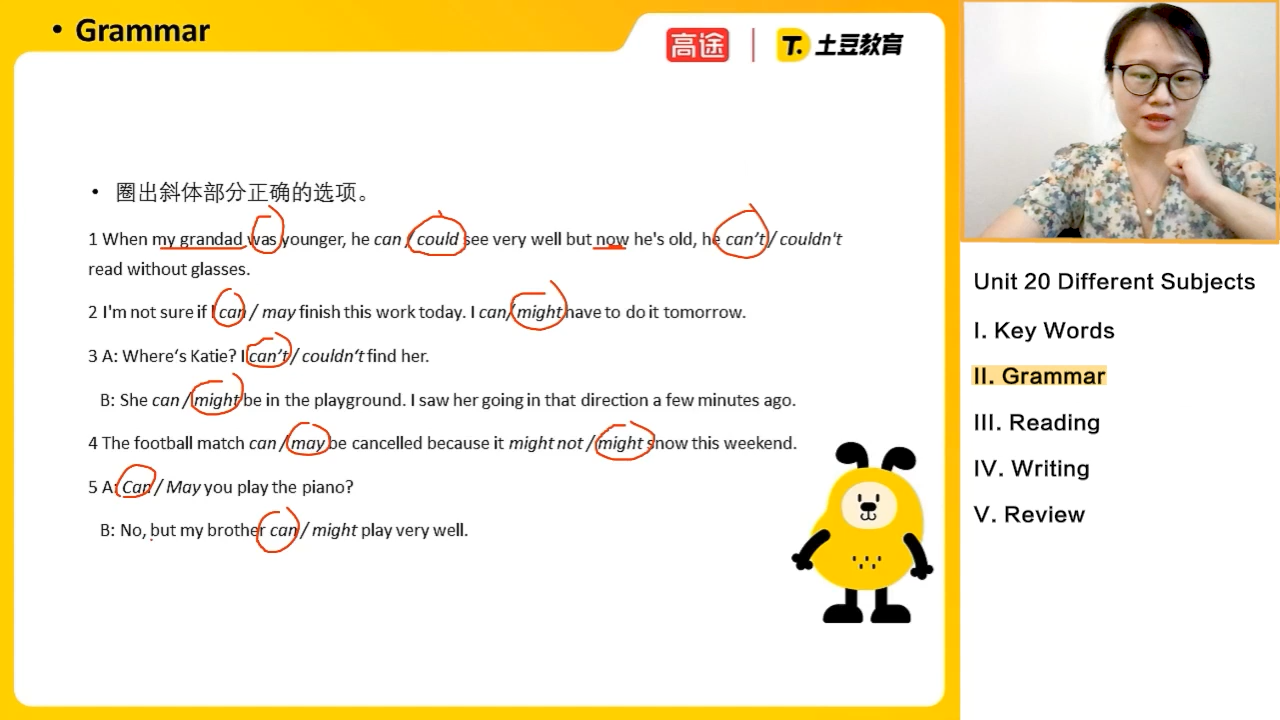 • Grammar
高途 | T. 土豆教育
• 圈出斜体部分正确的选项。
1 When my grandad was younger, he can / could see very well but now he's old, he can't / couldn't
read without glasses.
2 I'm not sure if I can / may finish this work today. I can/ might have to do it tomorrow.
3 A: Where‘s Katie? I can’t / couldn‘t find her.
B: She can / might be in the playground. I saw her going in that direction a few minutes ago.
4 The football match can / may be cancelled because it might not / might snow this weekend.
5 A: Can / May you play the piano?
B: No, but my brother can / might play very well.
Unit 20 Different Subjects
I. Key Words
II. Grammar
III. Reading
IV. Writing
V. Review